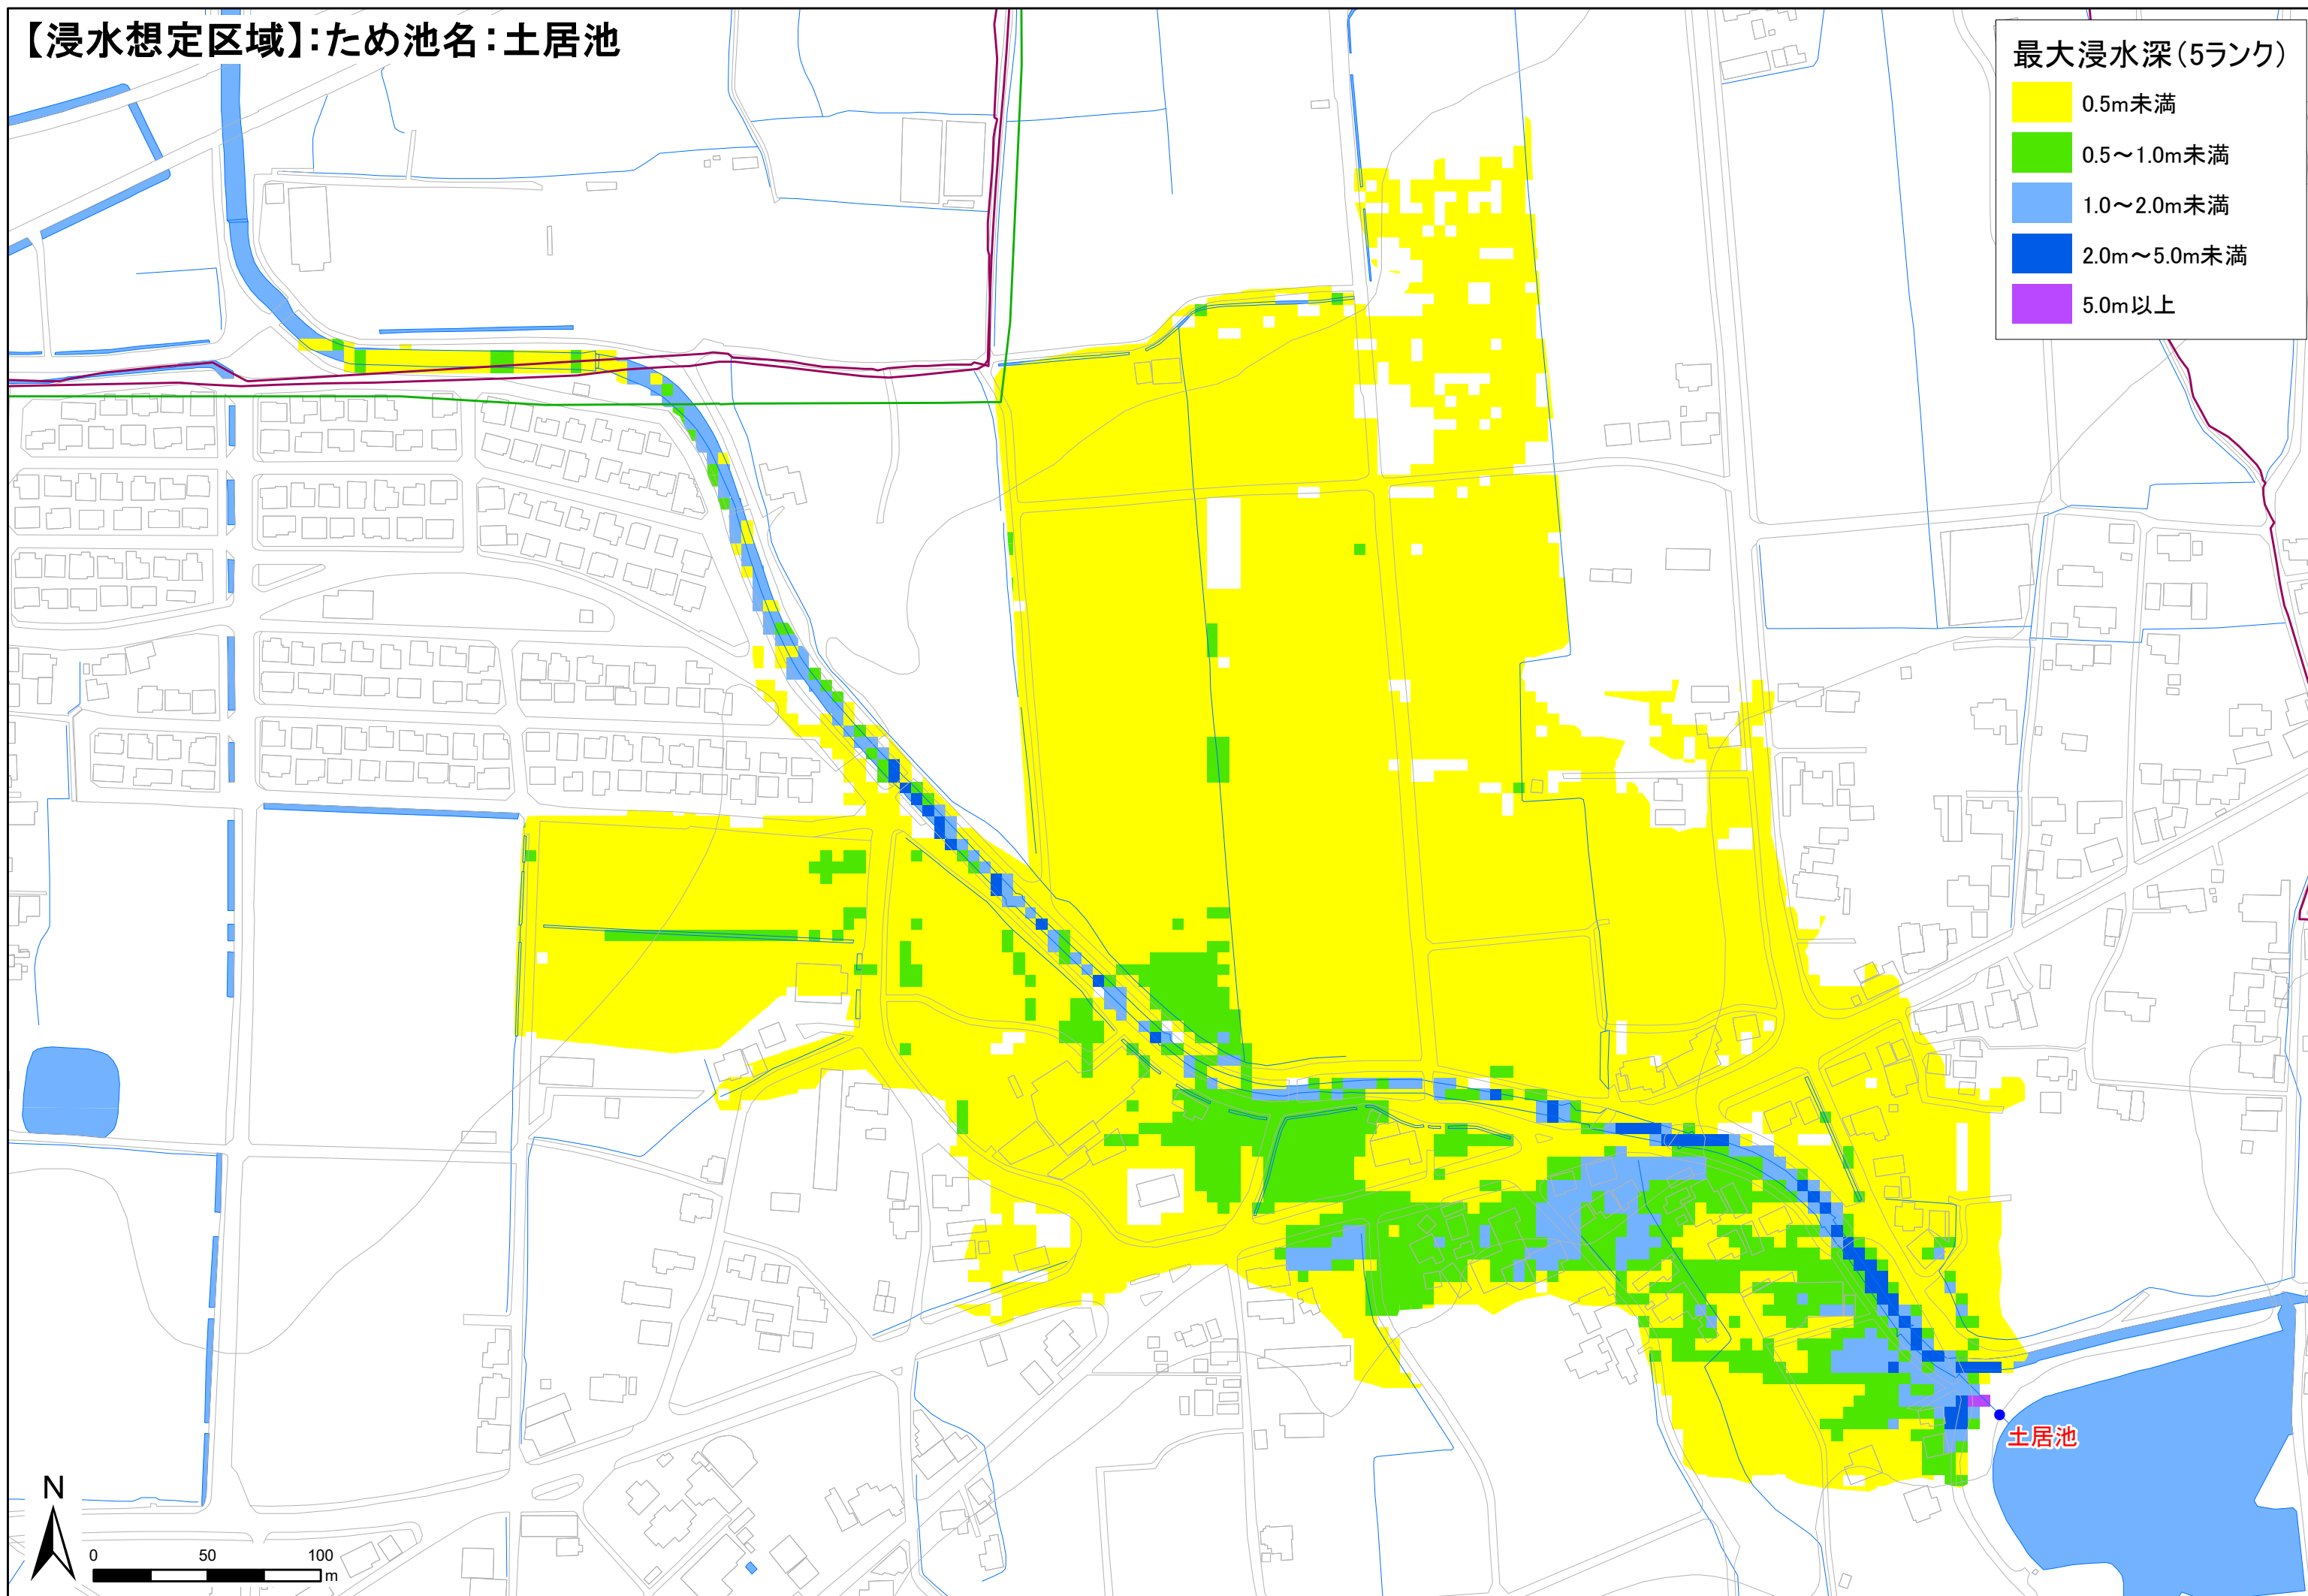 【浸水想定区域】:ため池名:土居池
最大浸水深(5ランク)
0.5m未満
0.5～1.0m未満
1.0～2.0m未満
2.0m～5.0m未満
5.0m以上
土居池
N
0 50 100
m